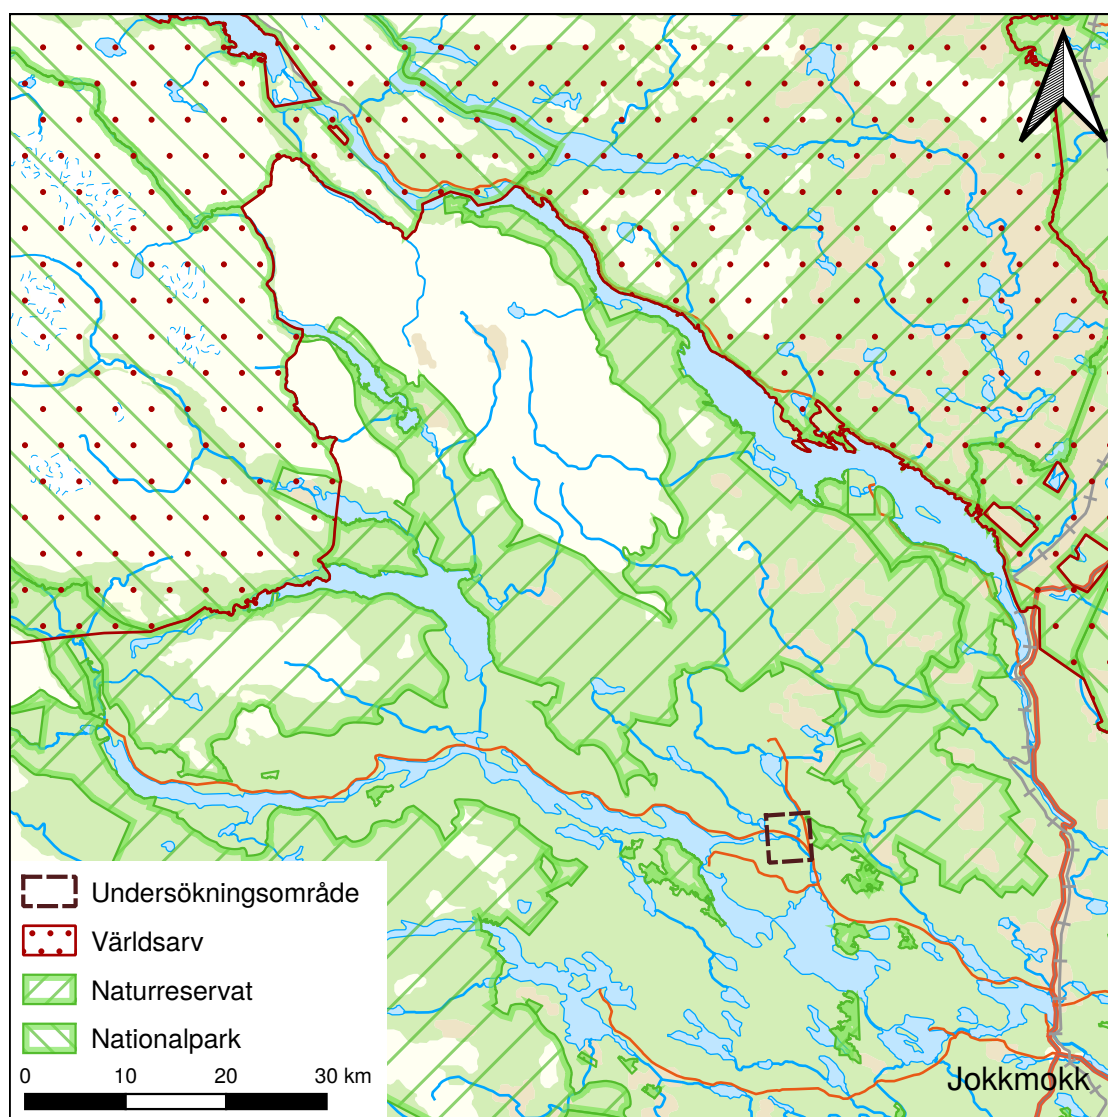 Undersökningsområde
Världsarv
Naturreservat
Nationalpark
0 10 20 30 km
Jokkmokk